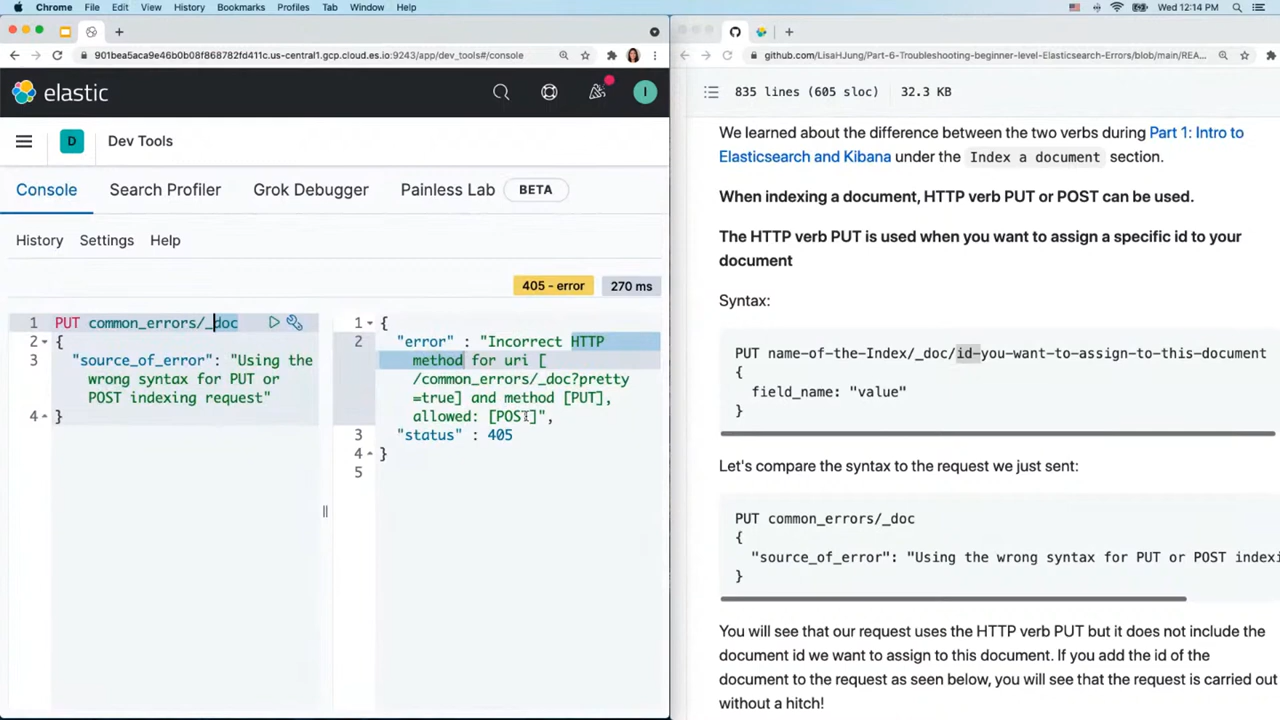 Chrome File Edit View History Bookmarks Profiles Tab Window Help
Wed 12:14 PM
901bea5aca9e46b0b08f868782fd411c.us-central1.gcp.cloud.es.io:9243/app/dev_tools#/console
elastic
I
D
Dev Tools
Console Search Profiler Grok Debugger Painless Lab BETA
History Settings Help
405 - error 270 ms
1 PUT common_errors/_doc
2 {
3 "source_of_error": "Using the
wrong syntax for PUT or
POST indexing request"
4 }
1 {
2 "error" : "Incorrect HTTP
method for uri [
/common_errors/_doc?pretty
=true] and method [PUT],
allowed: [POST]",
3 "status" : 405
4 }
5
github.com/LisaHJung/Part-6-Troubleshooting-beginner-level-Elasticsearch-Errors/blob/main/REA...
835 lines (605 sloc) 32.3 KB
We learned about the difference between the two verbs during Part 1: Intro to
Elasticsearch and Kibana under the Index a document section.
When indexing a document, HTTP verb PUT or POST can be used.
The HTTP verb PUT is used when you want to assign a specific id to your
document
Syntax:
PUT name-of-the-Index/_doc/id-you-want-to-assign-to-this-document
{
field_name: "value"
}
Let's compare the syntax to the request we just sent:
PUT common_errors/_doc
{
"source_of_error": "Using the wrong syntax for PUT or POST indexi
}
You will see that our request uses the HTTP verb PUT but it does not include the
document id we want to assign to this document. If you add the id of the
document to the request as seen below, you will see that the request is carried out
without a hitch!